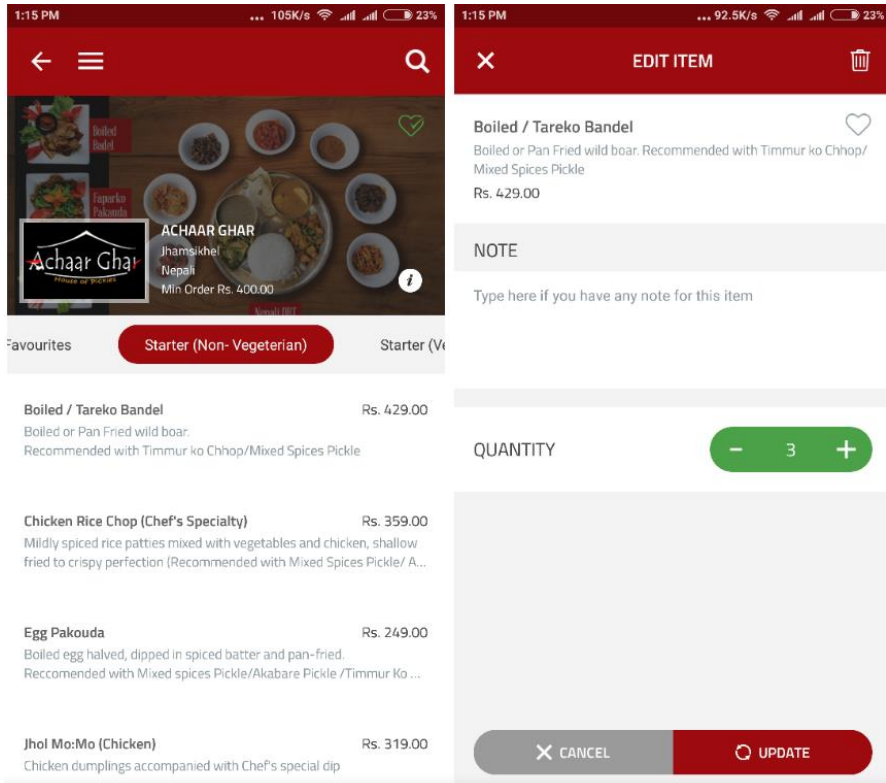 1:15 PM
... 105K/s 23%
Boiled
Badel
Faparko
Pakauda
Achaar Ghar
House of Pickles
ACHAAR GHAR
Jhamsikhel
Nepali
Min Order Rs. 400.00
i
Favourites
Starter (Non- Vegeterian)
Starter (Ve
Boiled / Tareko Bandel Rs. 429.00
Boiled or Pan Fried wild boar.
Recommended with Timmur ko Chhop/Mixed Spices Pickle
Chicken Rice Chop (Chef's Specialty) Rs. 359.00
Mildly spiced rice patties mixed with vegetables and chicken, shallow
fried to crispy perfection (Recommended with Mixed Spices Pickle/ A...
Egg Pakouda Rs. 249.00
Boiled egg halved, dipped in spiced batter and pan-fried.
Reccomended with Mixed spices Pickle/Akabare Pickle /Timmur Ko ...
Jhol Mo:Mo (Chicken) Rs. 319.00
Chicken dumplings accompanied with Chef's special dip
1:15 PM
... 92.5K/s 23%
EDIT ITEM
Boiled / Tareko Bandel
Boiled or Pan Fried wild boar. Recommended with Timmur ko Chhop/
Mixed Spices Pickle
Rs. 429.00
NOTE
Type here if you have any note for this item
QUANTITY
- 3 +
CANCEL
UPDATE